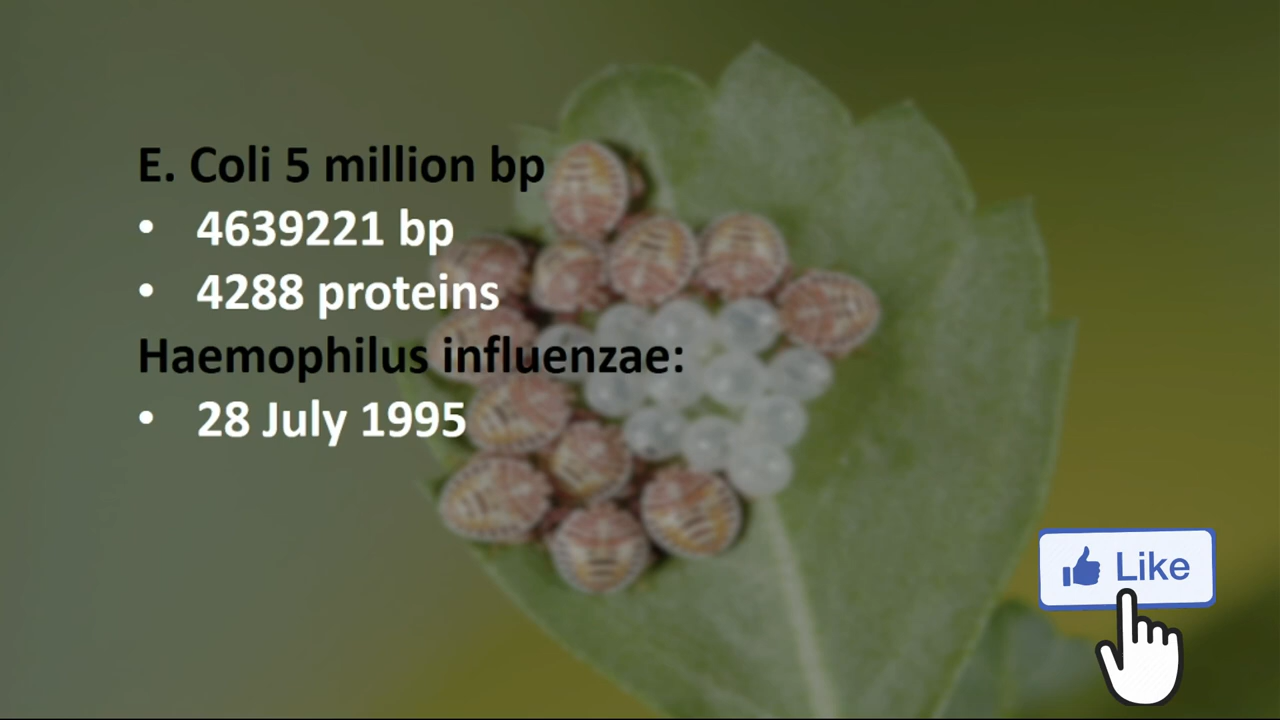 E. Coli 5 million bp
• 4639221 bp
• 4288 proteins
Haemophilus influenzae:
• 28 July 1995
Like